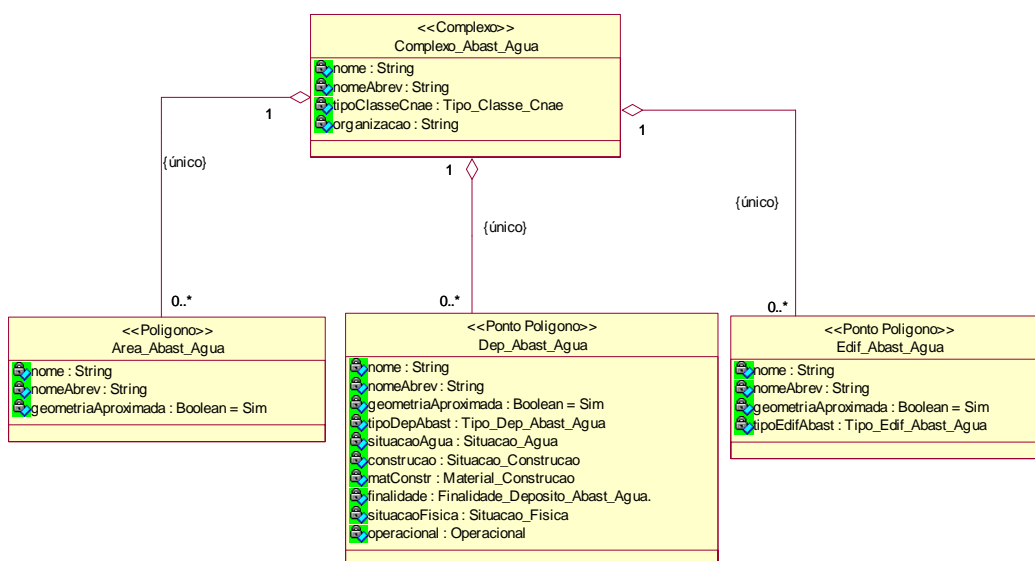 <<Complexo>>
Complexo_Abast_Agua
nome : String
nomeAbrev : String
tipoClasseCnae : Tipo_Classe_Cnae
organizacao : String
1
1
1
{único}
{único}
{único}
0..*
0..*
0..*
<<Poligono>>
Area_Abast_Agua
nome : String
nomeAbrev : String
geometriaAproximada : Boolean = Sim
<<Ponto Poligono>>
Dep_Abast_Agua
nome : String
nomeAbrev : String
geometriaAproximada : Boolean = Sim
tipoDepAbast : Tipo_Dep_Abast_Agua
situacaoAgua : Situacao_Agua
construcao : Situacao_Construcao
matConstr : Material_Construcao
finalidade : Finalidade_Deposito_Abast_Agua.
situacaoFisica : Situacao_Fisica
operacional : Operacional
<<Ponto Poligono>>
Edif_Abast_Agua
nome : String
nomeAbrev : String
geometriaAproximada : Boolean = Sim
tipoEdifAbast : Tipo_Edif_Abast_Agua